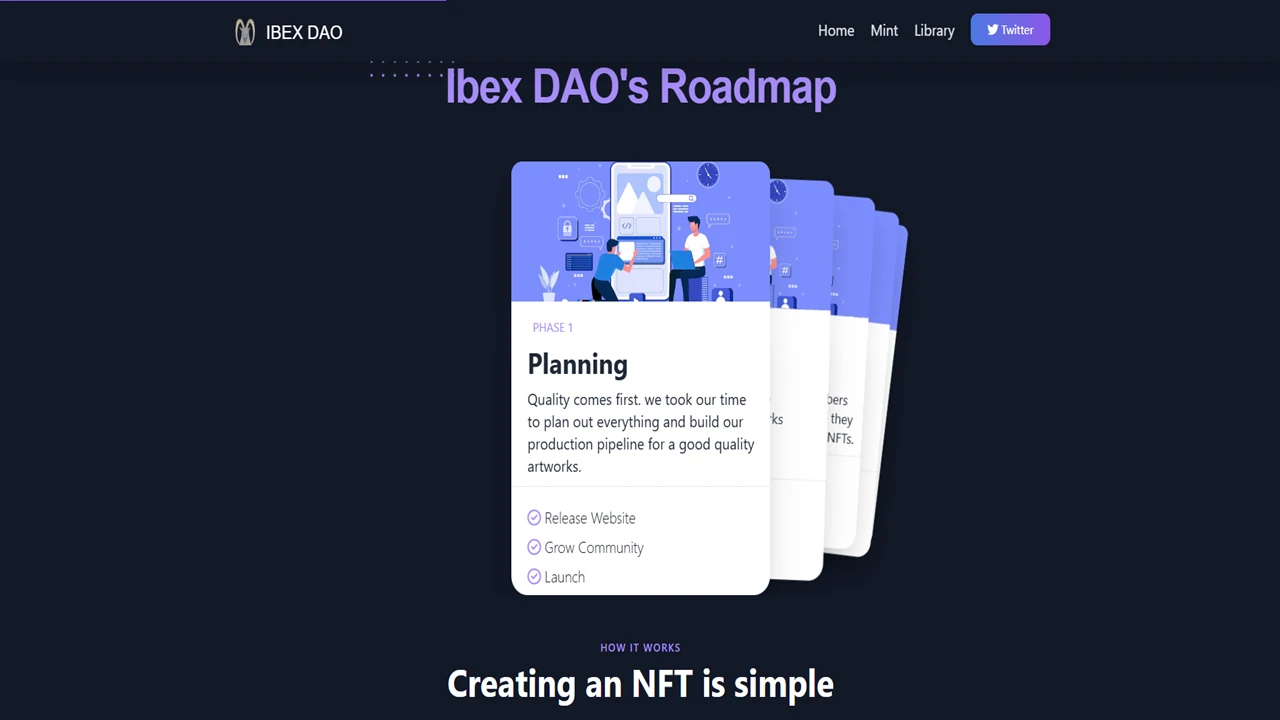 IBEX DAO
Home
Mint
Library
Twitter
Ibex DAO's Roadmap
PHASE 1
Planning
Quality comes first. we took our time
to plan out everything and build our
production pipeline for a good quality
artworks.
they
NFTs.
Release Website
Grow Community
Launch
HOW IT WORKS
Creating an NFT is simple